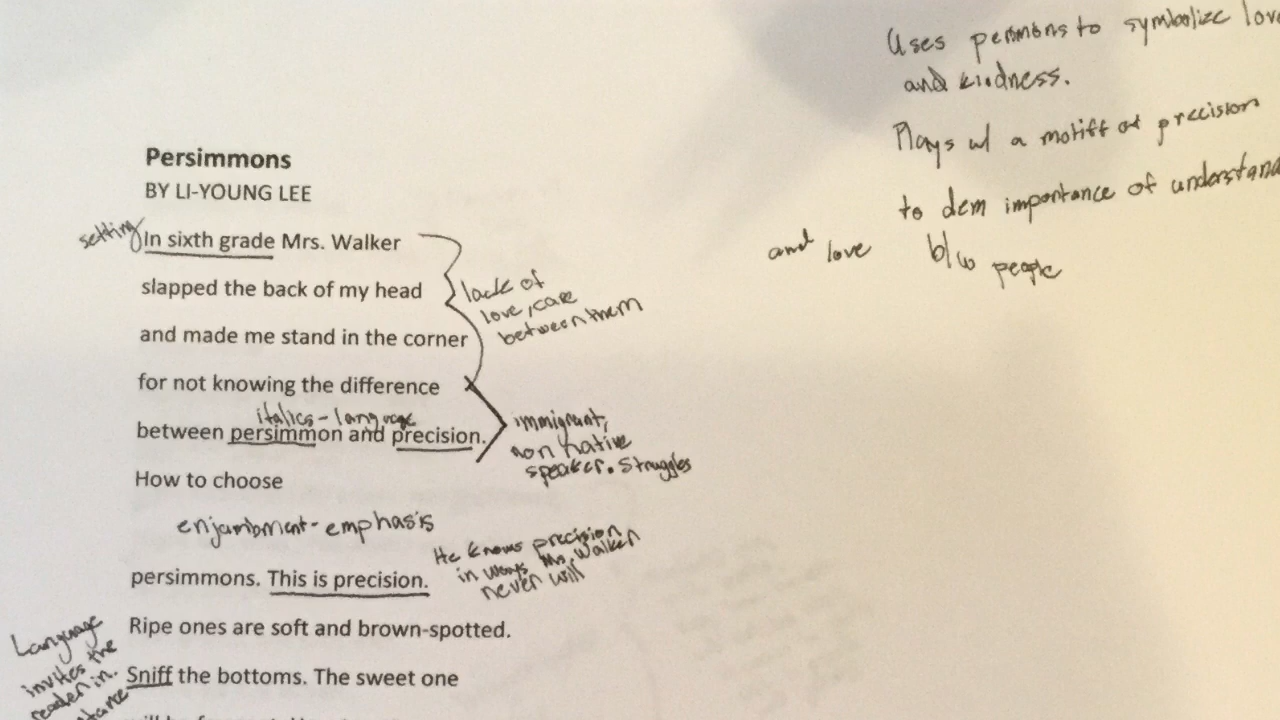 Uses permons to symbolize love
and kindness.
Plays w/ a motiff of precision
to dem importance of understand
and love b/w people
Persimmons
BY LI-YOUNG LEE
setting
In sixth grade Mrs. Walker
slapped the back of my head
lack of
love, care
between them
and made me stand in the corner
for not knowing the difference
italics - language
between persimmon and precision.
immigrant,
non native
speaker. Struggles
How to choose
enjambment - emphasis
He knows precision
in ways Ms. Walker
never will
persimmons. This is precision.
Ripe ones are soft and brown-spotted.
Language
invites the
reader in.
Sniff the bottoms. The sweet one